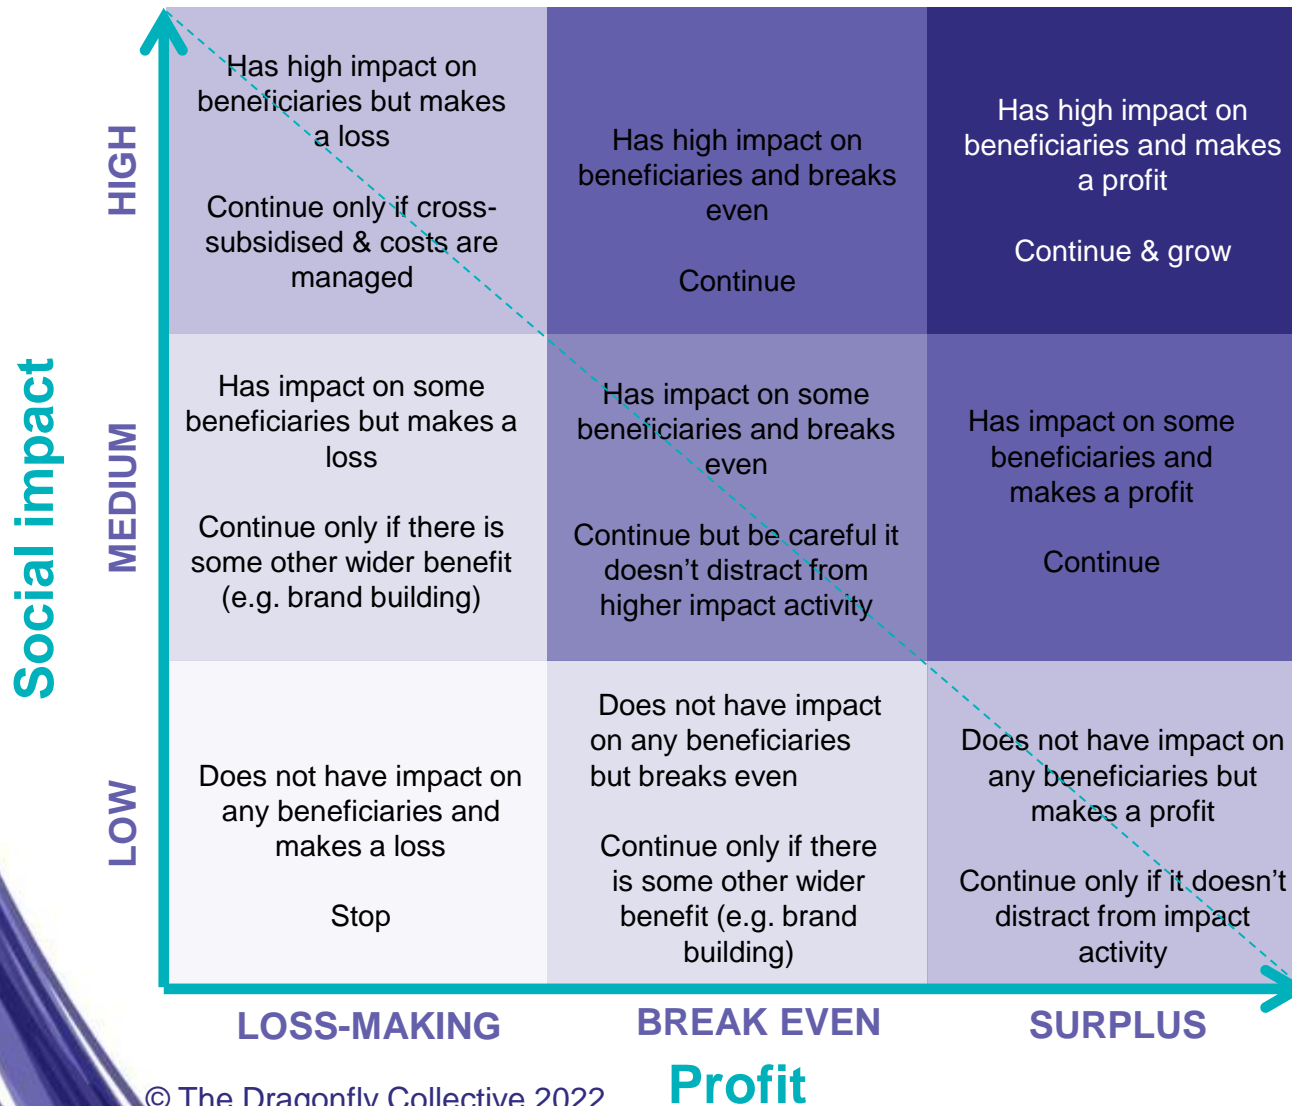 Social impact
HIGH
Has high impact on
beneficiaries but makes
a loss
Continue only if cross-
subsidised & costs are
managed
Has high impact on
beneficiaries and breaks
even
Continue
Has high impact on
beneficiaries and makes
a profit
Continue & grow
MEDIUM
Has impact on some
beneficiaries but makes a
loss
Continue only if there is
some other wider benefit
(e.g. brand building)
Has impact on some
beneficiaries and breaks
even
Continue but be careful it
doesn’t distract from
higher impact activity
Has impact on some
beneficiaries and
makes a profit
Continue
LOW
Does not have impact on
any beneficiaries and
makes a loss
Stop
Does not have impact
on any beneficiaries
but breaks even
Continue only if there
is some other wider
benefit (e.g. brand
building)
Does not have impact on
any beneficiaries but
makes a profit
Continue only if it doesn’t
distract from impact
activity
LOSS-MAKING
BREAK EVEN
SURPLUS
Profit
© The Dragonfly Collective 2022